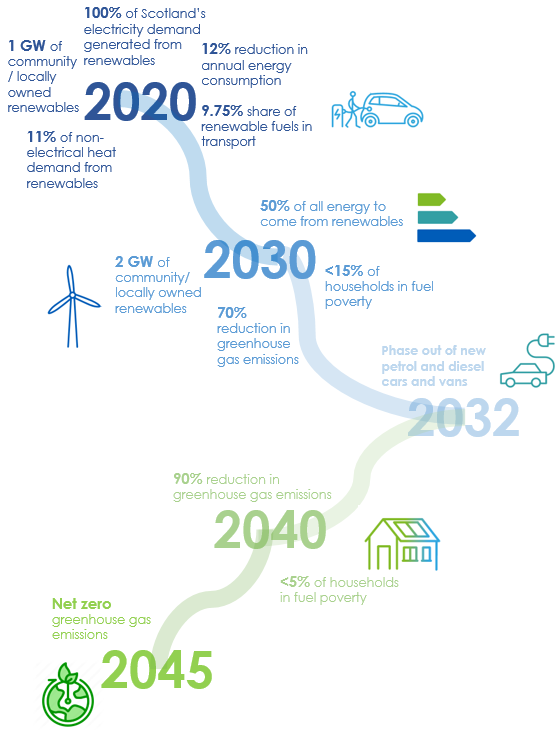 100% of Scotland's
electricity demand
generated from
renewables
1 GW of
community
/ locally
owned
renewables
12% reduction in
annual energy
consumption
2020
9.75% share of
renewable fuels in
transport
11% of non-
electrical heat
demand from
renewables
50% of all energy to
come from renewables
2030
2 GW of
community/
locally owned
renewables
<15% of
households in fuel
poverty
70%
reduction in
greenhouse
gas emissions
Phase out of new
petrol and diesel
cars and vans
2032
90% reduction in
greenhouse gas emissions
2040
<5% of households
in fuel poverty
Net zero
greenhouse gas
emissions
2045